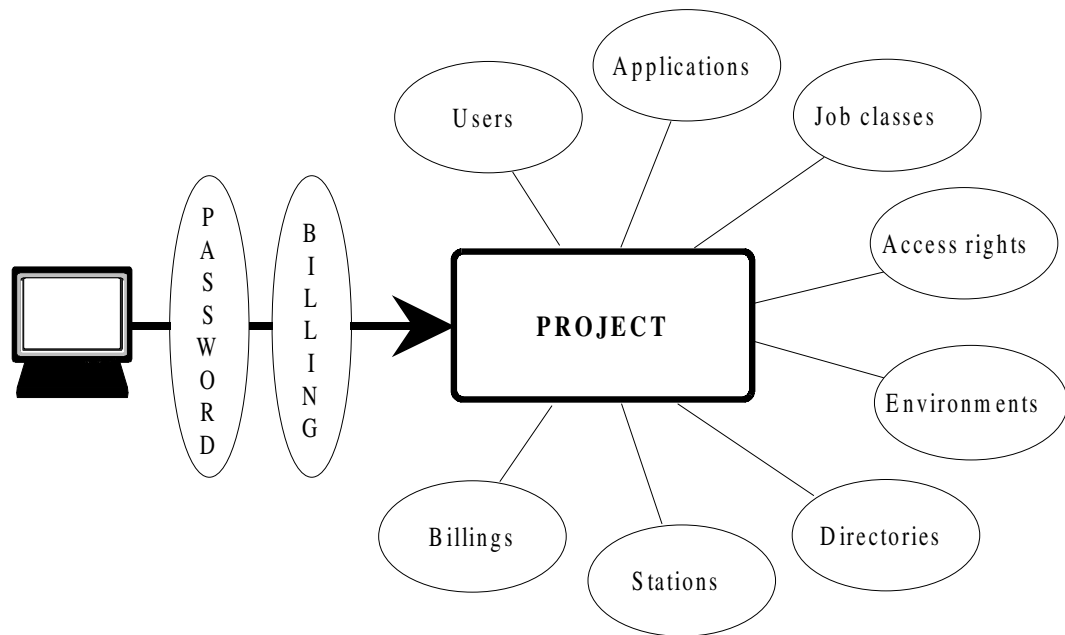 Applications
Users
Job classes
PASSWORD
BILLING
Access rights
PROJECT
Environments
Billings
Stations
Directories